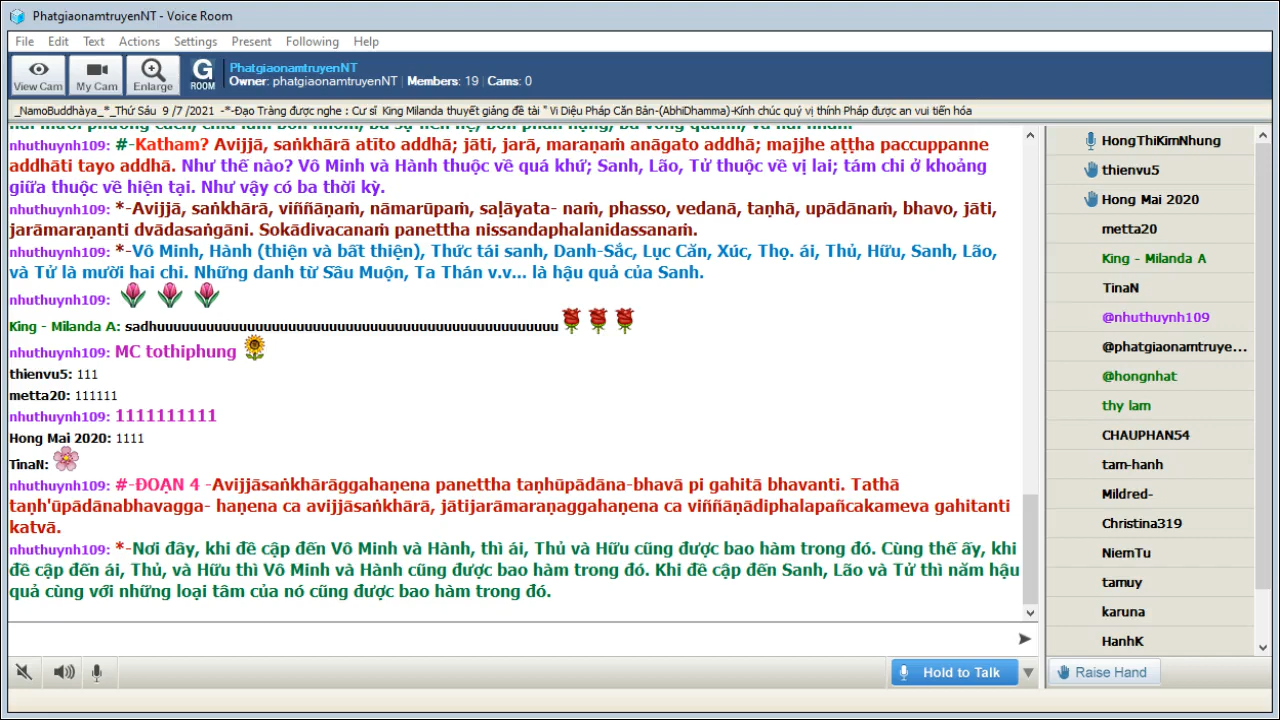 PhatgiaonamtruyenNT - Voice Room
File Edit Text Actions Settings Present Following Help
View Cam My Cam Enlarge G ROOM
PhatgiaonamtruyenNT
Owner: phatgiaonamtruyenNT | Members: 19 | Cams: 0
_NamoBuddhàya_*_Thứ Sáu 9 /7 /2021 -*-Đạo Tràng được nghe : Cư sĩ King Milanda thuyết giảng đề tài " Vi Diệu Pháp Căn Bản-(AbhiDhamma)-Kính chúc quý vị thính Pháp được an vui tiến hóa
nhuthuynh109: #-Katham? Avijjā, saṅkhārā atīto addhā; jāti, jarā, maraṇaṁ anāgato addhā; majjhe aṭṭha paccuppanne
addhāti tayo addhā. Như thế nào? Vô Minh và Hành thuộc về quá khứ; Sanh, Lão, Tử thuộc về vị lai; tám chi ở khoảng
giữa thuộc về hiện tại. Như vậy có ba thời kỳ.
nhuthuynh109: *-Avijjā, saṅkhārā, viññāṇaṁ, nāmarūpaṁ, saḷāyata- naṁ, phasso, vedanā, taṇhā, upādānaṁ, bhavo, jāti,
jarāmaraṇanti dvādasaṅgāni. Sokādivacanaṁ panettha nissandaphalanidassanaṁ.
nhuthuynh109: *-Vô Minh, Hành (thiện và bất thiện), Thức tái sanh, Danh-Sắc, Lục Căn, Xúc, Thọ. ái, Thủ, Hữu, Sanh, Lão,
và Tử là mười hai chi. Những danh từ Sầu Muộn, Ta Thán v.v... là hậu quả của Sanh.
nhuthuynh109:
King - Milanda A: sadhuuuuuuuuuuuuuuuuuuuuuuuuuuuuuuuuuuuuuuuuuuuuuuuuu
nhuthuynh109: MC tothiphung
thienvu5: 111
metta20: 111111
nhuthuynh109: 1111111111
Hong Mai 2020: 1111
TinaN:
nhuthuynh109: #-ĐOẠN 4 -Avijjāsaṅkhārāggahaṇena panettha taṇhūpādāna-bhavā pi gahitā bhavanti. Tathā
taṇh'ūpādānabhavagga- haṇena ca avijjāsaṅkhārā, jātijarāmaraṇaggahaṇena ca viññāṇādiphalapañcakameva gahitanti
katvā.
nhuthuynh109: *-Nơi đây, khi đề cập đến Vô Minh và Hành, thì ái, Thủ và Hữu cũng được bao hàm trong đó. Cùng thế ấy, khi
đề cập đến ái, Thủ, và Hữu thì Vô Minh và Hành cũng được bao hàm trong đó. Khi đề cập đến Sanh, Lão và Tử thì năm hậu
quả cùng với những loại tâm của nó cũng được bao hàm trong đó.
Hold to Talk
HongThiKimNhung
thienvu5
Hong Mai 2020
metta20
King - Milanda A
TinaN
@nhuthuynh109
@phatgiaonamtruye...
@hongnhat
thy lam
CHAUPHAN54
tam-hanh
Mildred-
Christina319
NiemTu
tamuy
karuna
HanhK
Raise Hand